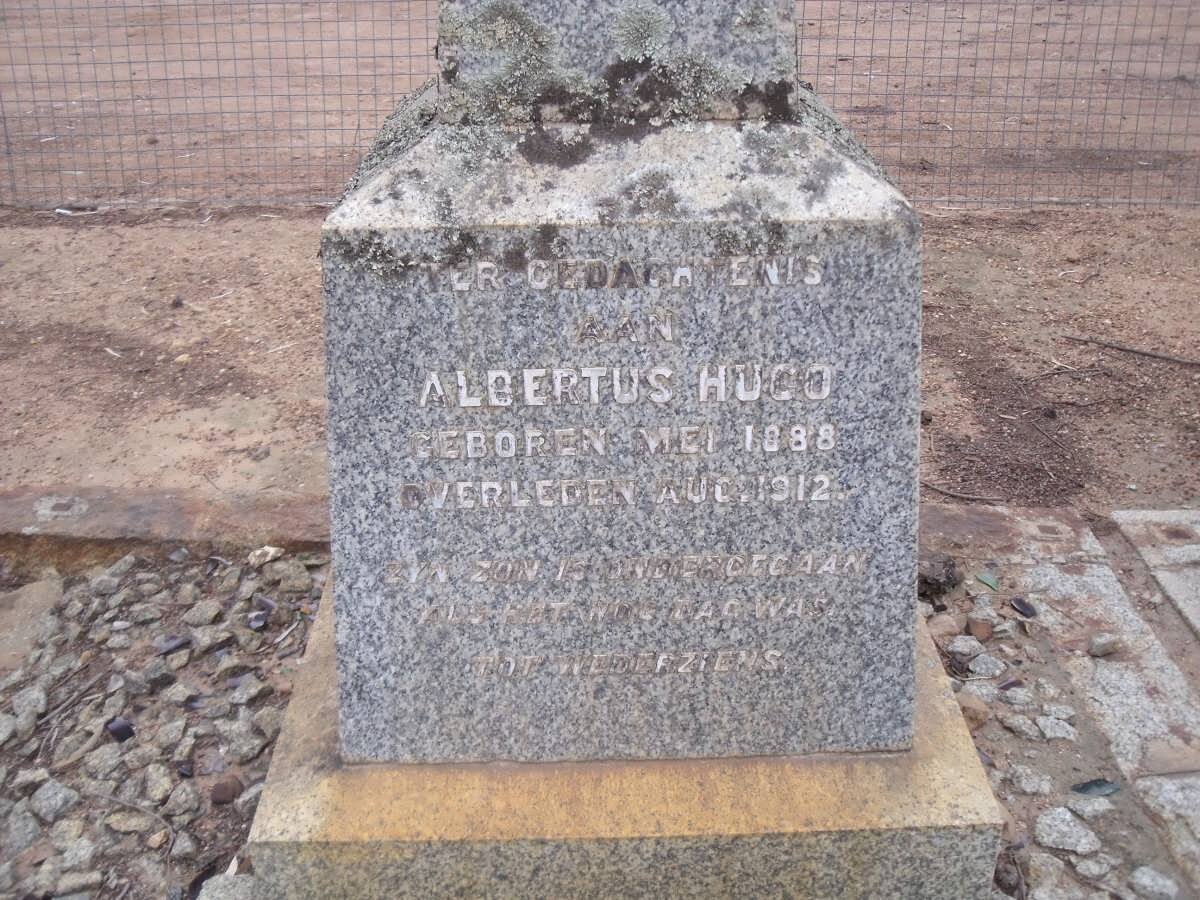 TER GEDACHTENIS
AAN
ALBERTUS HUGO
GEBOREN MEI 1888
OVERLEDEN AUG. 1912.
ZYN ZON IS ONDERGEGAAN
ALS HET NOG DAG WAS.
TOT WEDERZIENS.